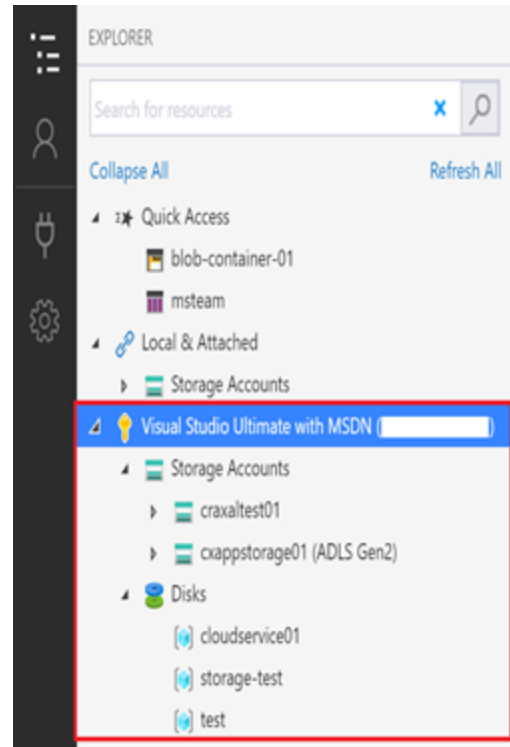 EXPLORER
Search for resources
Collapse All Refresh All
Quick Access
blob-container-01
msteam
Local & Attached
Storage Accounts
Visual Studio Ultimate with MSDN ( )
Storage Accounts
craxaltest01
cxappstorage01 (ADLS Gen2)
Disks
cloudservice01
storage-test
test